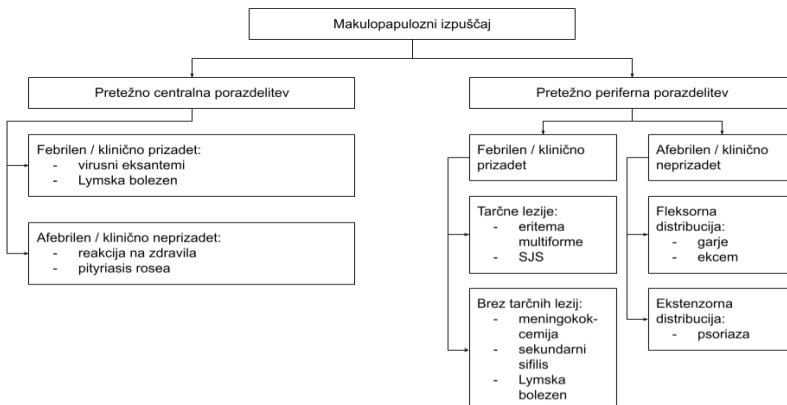 Makulopapulozni izpuščaj
Pretežno centralna porazdelitev
Febrilen / klinično prizadet:
- virusni eksantemi
- Lymska bolezen
Afebrilen / klinično neprizadet:
- reakcija na zdravila
- pityriasis rosea
Pretežno periferna porazdelitev
Febrilen / klinično
prizadet
Tarčne lezije:
- eritema
multiforme
- SJS
Brez tarčnih lezij:
- meningokok-
cemija
- sekundarni
sifilis
- Lymska
bolezen
Afebrilen / klinično
neprizadet
Fleksorna
distribucija:
- garje
- ekcem
Ekstenzorna
distribucija:
- psoriaza